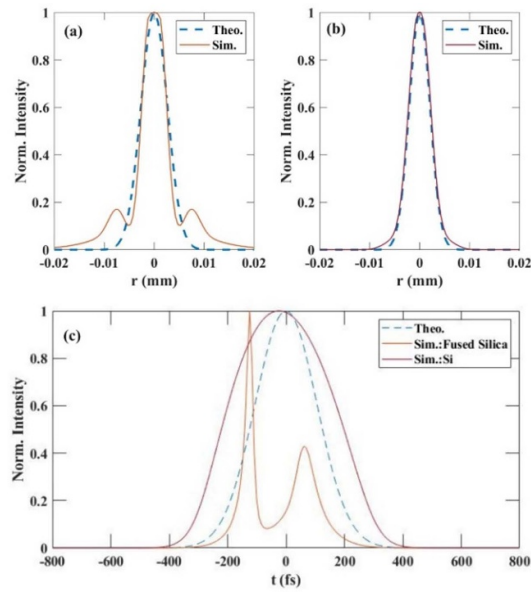 (a)
Theo.
Sim.
Norm. Intensity
1
0.8
0.6
0.4
0.2
0
-0.02 -0.01 0 0.01 0.02
r (mm)
(b)
Theo.
Sim.
Norm. Intensity
1
0.8
0.6
0.4
0.2
0
-0.02 -0.01 0 0.01 0.02
r (mm)
(c)
Theo.
Sim.:Fused Silica
Sim.:Si
Norm. Intensity
1
0.8
0.6
0.4
0.2
0
-800 -600 -400 -200 0 200 400 600 800
t (fs)